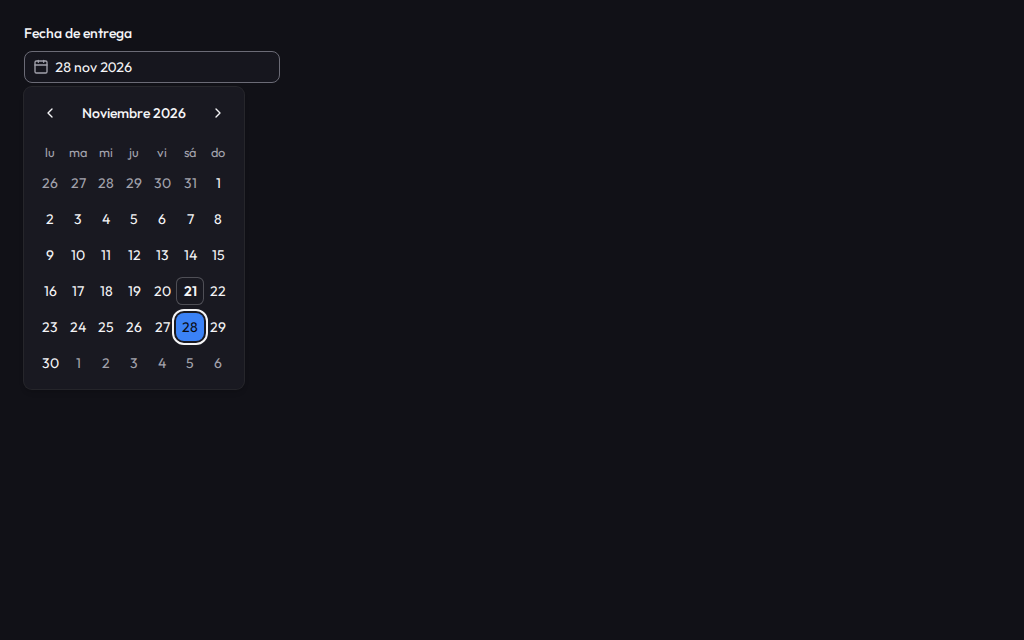 Fecha de entrega
28 nov 2026
Noviembre 2026
lu ma mi ju vi sá do
26 27 28 29 30 31 1
2 3 4 5 6 7 8
9 10 11 12 13 14 15
16 17 18 19 20 21 22
23 24 25 26 27 28 29
30 1 2 3 4 5 6